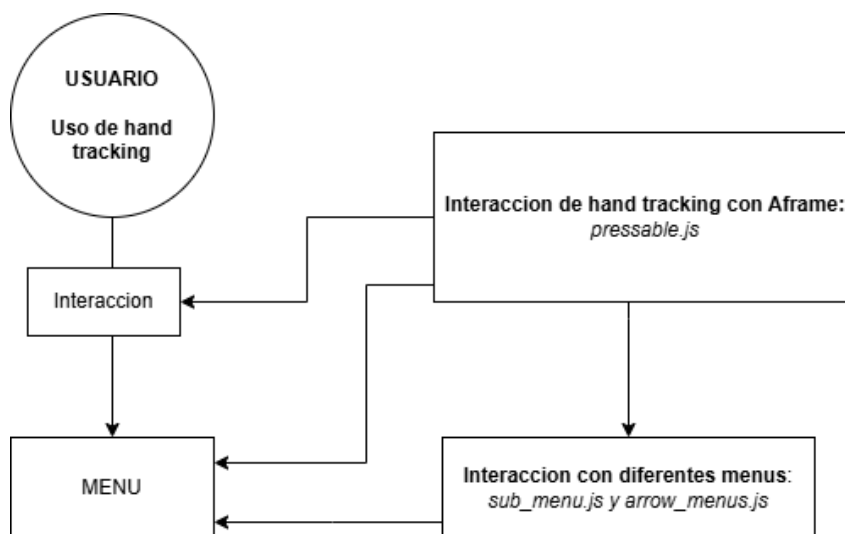 USUARIO
Uso de hand
tracking
Interaccion de hand tracking con Aframe:
pressable.js
Interaccion
Interaccion con diferentes menus:
sub_menu.js y arrow_menus.js
MENU